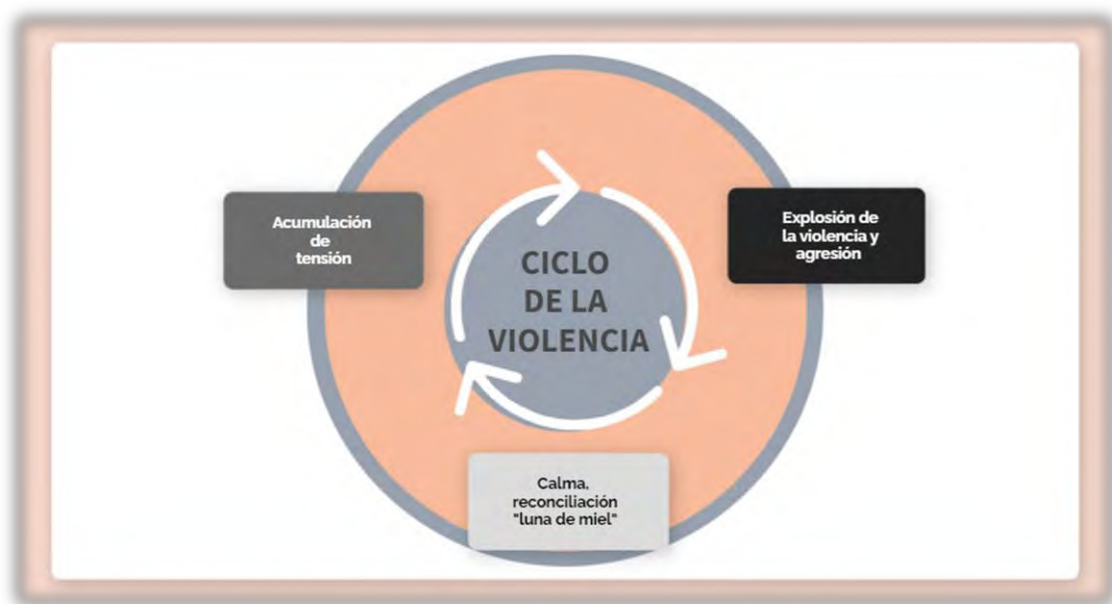 Acumulación
de
tensión
Explosión de
la violencia y
agresión
CICLO
DE LA
VIOLENCIA
Calma,
reconciliación
"luna de miel"